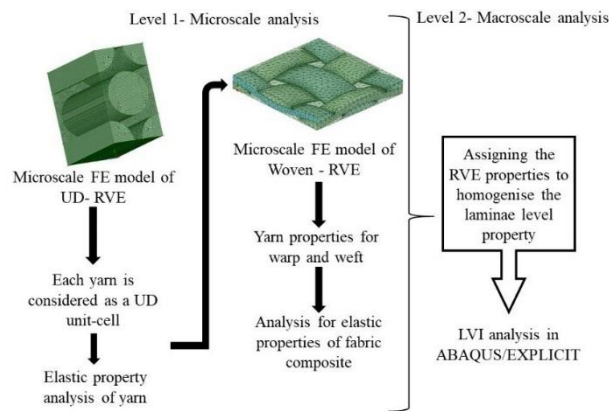 Level 1- Microscale analysis
Microscale FE model of
UD- RVE
Each yarn is
considered as a UD
unit-cell
Elastic property
analysis of yarn
Microscale FE model of
Woven - RVE
Yarn properties for
warp and weft
Analysis for elastic
properties of fabric
composite
Level 2- Macroscale analysis
Assigning the
RVE properties to
homogenise the
laminae level
property
LVI analysis in
ABAQUS/EXPLICIT